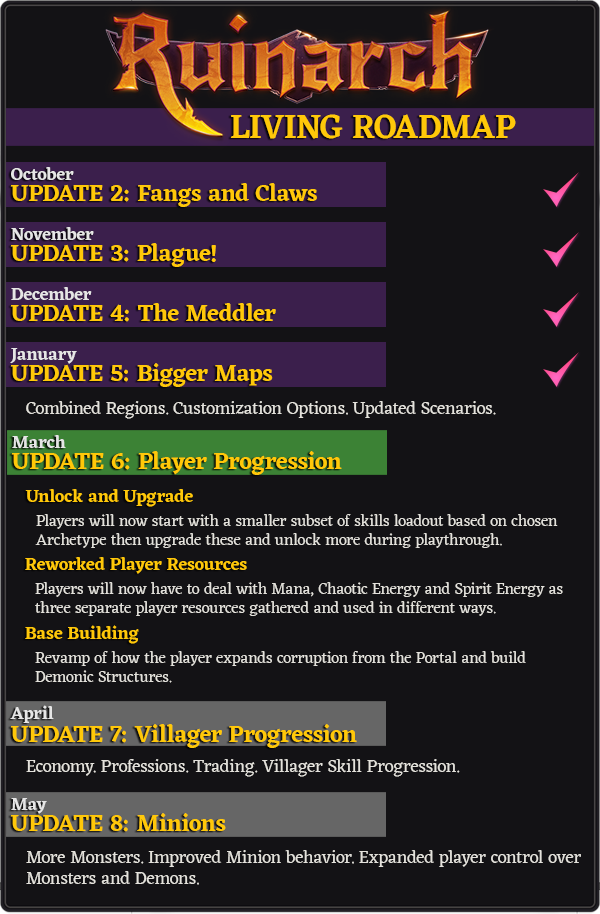 Ruinarch
LIVING ROADMAP
October
UPDATE 2: Fangs and Claws
November
UPDATE 3: Plague!
December
UPDATE 4: The Meddler
January
UPDATE 5: Bigger Maps
Combined Regions. Customization Options. Updated Scenarios.
March
UPDATE 6: Player Progression
Unlock and Upgrade
Players will now start with a smaller subset of skills loadout based on chosen
Archetype then upgrade these and unlock more during playthrough.
Reworked Player Resources
Players will now have to deal with Mana, Chaotic Energy and Spirit Energy as
three separate player resources gathered and used in different ways.
Base Building
Revamp of how the player expands corruption from the Portal and build
Demonic Structures.
April
UPDATE 7: Villager Progression
Economy. Professions. Trading. Villager Skill Progression.
May
UPDATE 8: Minions
More Monsters. Improved Minion behavior. Expanded player control over
Monsters and Demons.